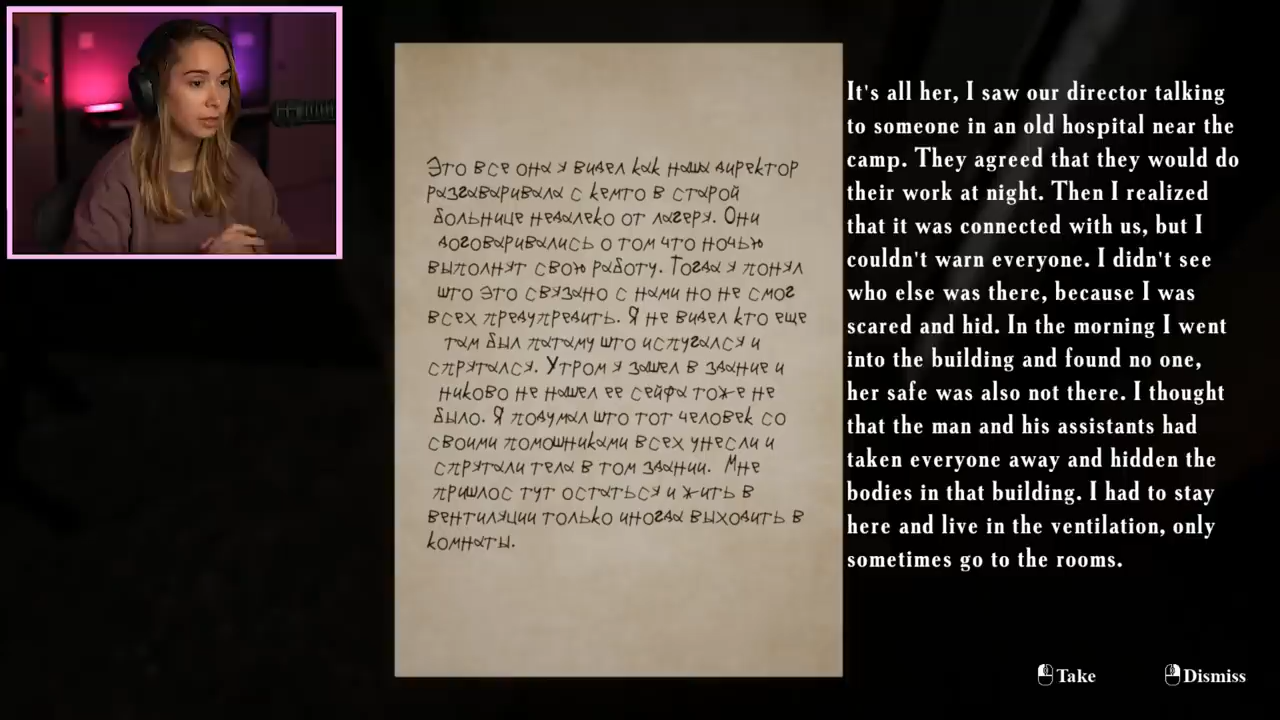 Это все она я видел как наша директор
разгаваривала с кемто в старой
больнице недалеко от лагеря. Они
договаривались о том что ночью
выполнят свою работу. Тогда я понял
што это связано с нами но не смог
всех предупредить. Я не видел кто еще
там был патаму што испугался и
спрятался. Утром я зашел в здание и
никово не нашел ее сейфа тоже не
было. Я подумал што тот человек со
своими помошниками всех унесли и
спрятали тела в том здании. Мне
пришлос тут остаться и жить в
вентиляции только иногда выходить в
комнаты.
It's all her, I saw our director talking
to someone in an old hospital near the
camp. They agreed that they would do
their work at night. Then I realized
that it was connected with us, but I
couldn't warn everyone. I didn't see
who else was there, because I was
scared and hid. In the morning I went
into the building and found no one,
her safe was also not there. I thought
that the man and his assistants had
taken everyone away and hidden the
bodies in that building. I had to stay
here and live in the ventilation, only
sometimes go to the rooms.
Take Dismiss